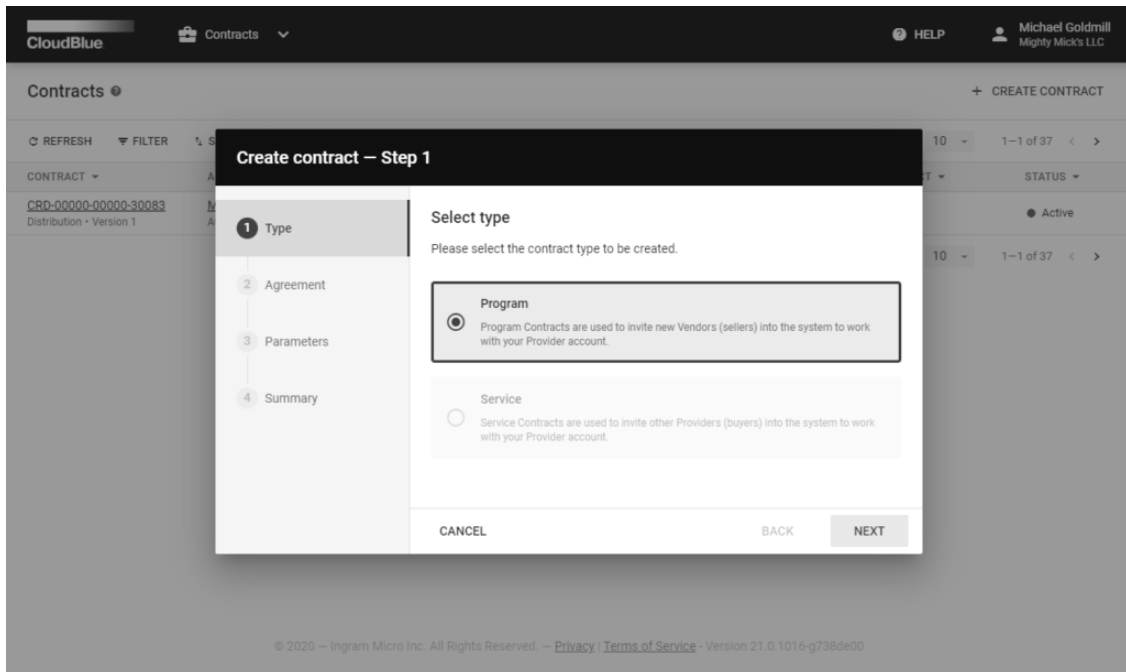 CloudBlue
Contracts
HELP
Michael Goldmill
Mighty Mick's LLC
Contracts
+ CREATE CONTRACT
REFRESH FILTER S 10 1–1 of 37 < >
CONTRACT A T STATUS
CRD-00000-00000-30083 M
Distribution • Version 1 A
Active
10 1–1 of 37 < >
Create contract — Step 1
1 Type
2 Agreement
3 Parameters
4 Summary
Select type
Please select the contract type to be created.
Program
Program Contracts are used to invite new Vendors (sellers) into the system to work
with your Provider account.
Service
Service Contracts are used to invite other Providers (buyers) into the system to work
with your Provider account.
CANCEL BACK NEXT
© 2020 — Ingram Micro Inc. All Rights Reserved. — Privacy | Terms of Service - Version 21.0.1016-g738de00